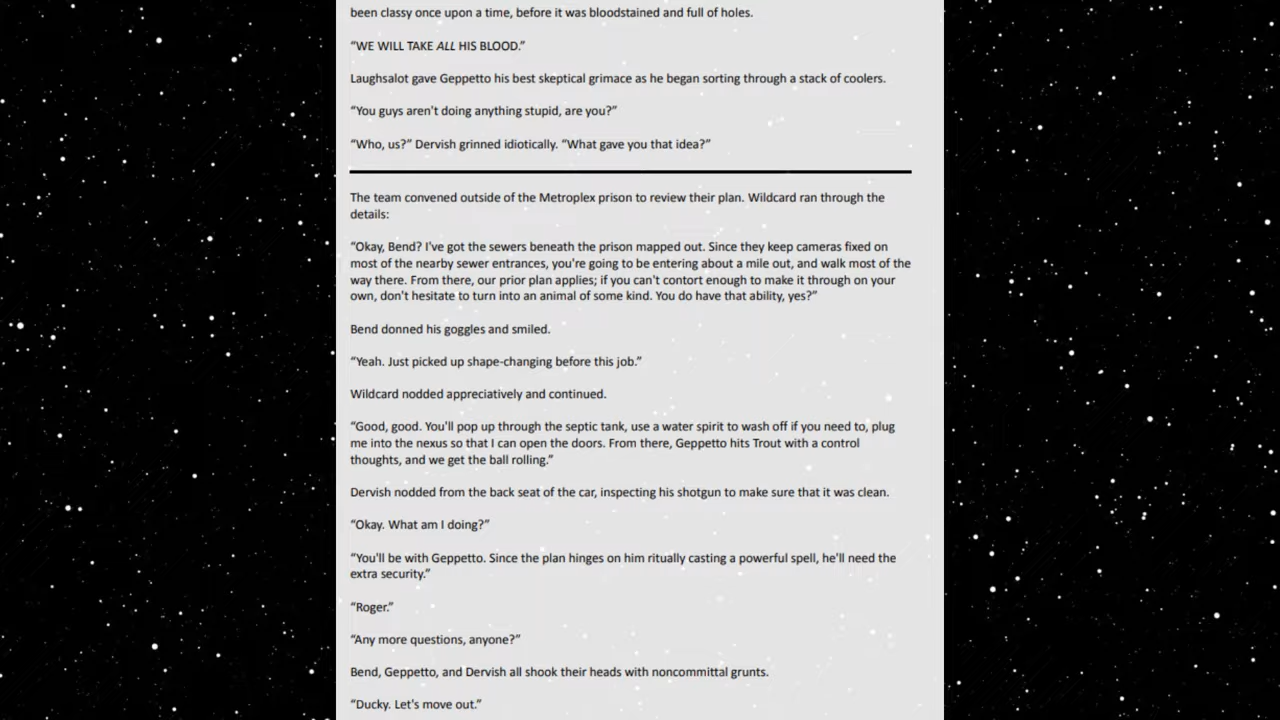 been classy once upon a time, before it was bloodstained and full of holes.
“WE WILL TAKE ALL HIS BLOOD.”
Laughsalot gave Geppetto his best skeptical grimace as he began sorting through a stack of coolers.
“You guys aren't doing anything stupid, are you?”
“Who, us?” Dervish grinned idiotically. “What gave you that idea?”
The team convened outside of the Metroplex prison to review their plan. Wildcard ran through the
details:
“Okay, Bend? I've got the sewers beneath the prison mapped out. Since they keep cameras fixed on
most of the nearby sewer entrances, you're going to be entering about a mile out, and walk most of the
way there. From there, our prior plan applies; if you can't contort enough to make it through on your
own, don't hesitate to turn into an animal of some kind. You do have that ability, yes?”
Bend donned his goggles and smiled.
“Yeah. Just picked up shape-changing before this job.”
Wildcard nodded appreciatively and continued.
“Good, good. You'll pop up through the septic tank, use a water spirit to wash off if you need to, plug
me into the nexus so that I can open the doors. From there, Geppetto hits Trout with a control
thoughts, and we get the ball rolling.”
Dervish nodded from the back seat of the car, inspecting his shotgun to make sure that it was clean.
“Okay. What am I doing?”
“You'll be with Geppetto. Since the plan hinges on him ritually casting a powerful spell, he'll need the
extra security.”
“Roger.”
“Any more questions, anyone?”
Bend, Geppetto, and Dervish all shook their heads with noncommittal grunts.
“Ducky. Let's move out.”